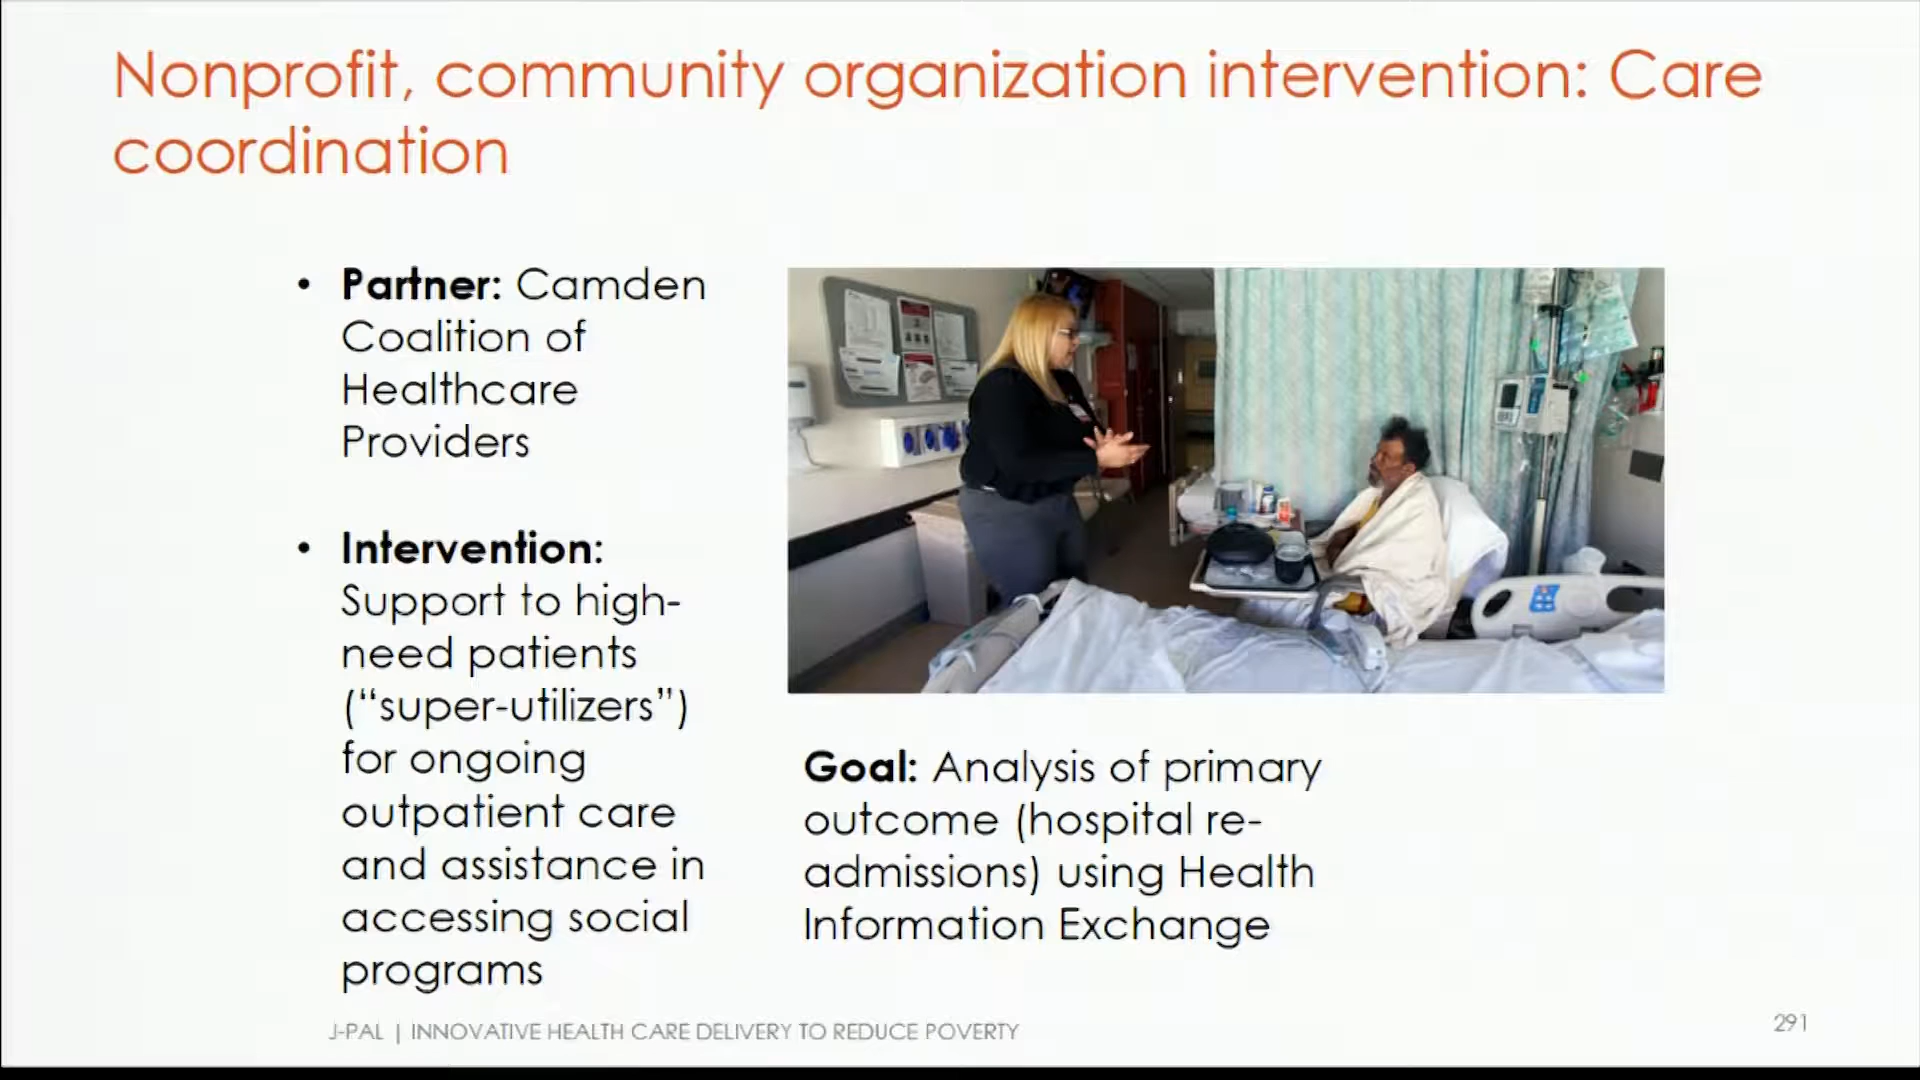 Nonprofit, community organization intervention: Care
coordination
• Partner: Camden
Coalition of
Healthcare
Providers
• Intervention:
Support to high-
need patients
(“super-utilizers”)
for ongoing
outpatient care
and assistance in
accessing social
programs
Goal: Analysis of primary
outcome (hospital re-
admissions) using Health
Information Exchange
J-PAL | INNOVATIVE HEALTH CARE DELIVERY TO REDUCE POVERTY
291